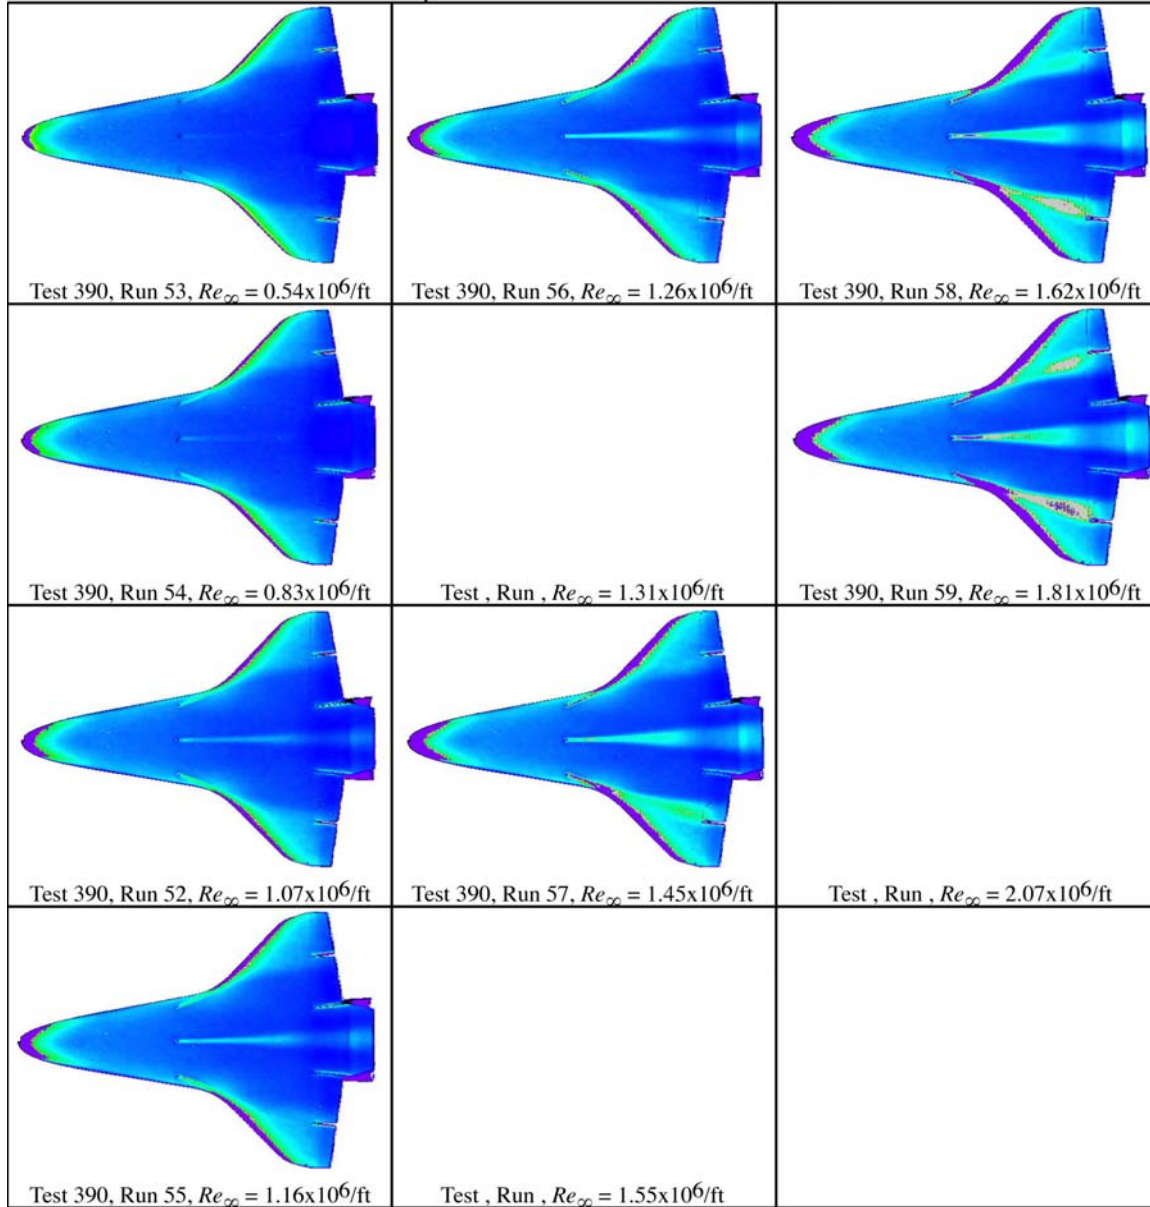 Test 390, Run 53, Re∞ = 0.54x10⁶/ft
Test 390, Run 56, Re∞ = 1.26x10⁶/ft
Test 390, Run 58, Re∞ = 1.62x10⁶/ft
Test 390, Run 54, Re∞ = 0.83x10⁶/ft
Test , Run , Re∞ = 1.31x10⁶/ft
Test 390, Run 59, Re∞ = 1.81x10⁶/ft
Test 390, Run 52, Re∞ = 1.07x10⁶/ft
Test 390, Run 57, Re∞ = 1.45x10⁶/ft
Test , Run , Re∞ = 2.07x10⁶/ft
Test 390, Run 55, Re∞ = 1.16x10⁶/ft
Test , Run , Re∞ = 1.55x10⁶/ft